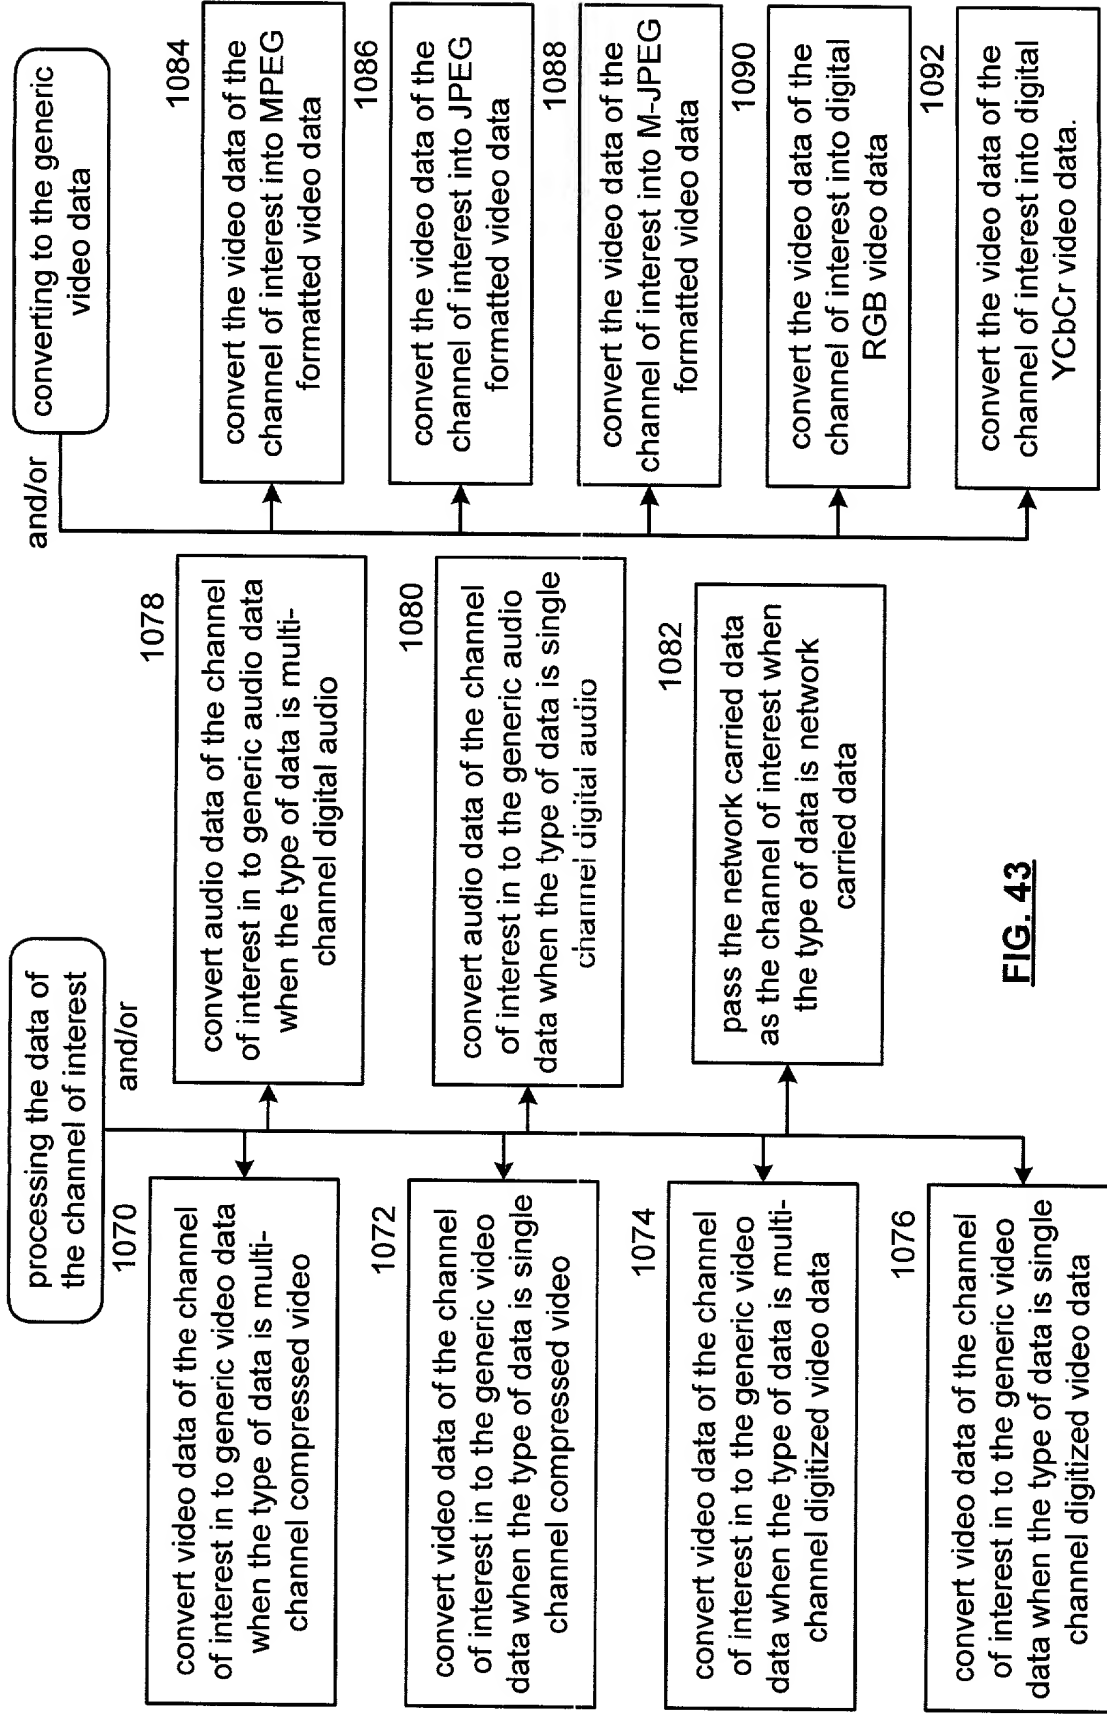 processing the data of
the channel of interest
and/or
1070
convert video data of the channel
of interest in to generic video data
when the type of data is multi-
channel compressed video
1072
convert video data of the channel
of interest in to the generic video
data when the type of data is single
channel compressed video
1074
convert video data of the channel
of interest in to the generic video
data when the type of data is multi-
channel digitized video data
1076
convert video data of the channel
of interest in to the generic video
data when the type of data is single
channel digitized video data
1078
convert audio data of the channel
of interest in to generic audio data
when the type of data is multi-
channel digital audio
1080
convert audio data of the channel
of interest in to the generic audio
data when the type of data is single
channel digital audio
1082
pass the network carried data
as the channel of interest when
the type of data is network
carried data
converting to the generic
video data
and/or
1084
convert the video data of the
channel of interest into MPEG
formatted video data
1086
convert the video data of the
channel of interest into JPEG
formatted video data
1088
convert the video data of the
channel of interest into M-JPEG
formatted video data
1090
convert the video data of the
channel of interest into digital
RGB video data
1092
convert the video data of the
channel of interest into digital
YCbCr video data.
FIG. 43